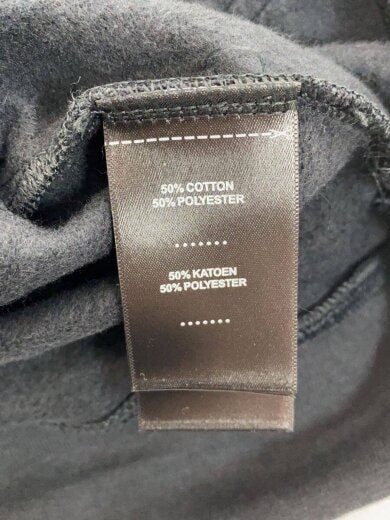 50% COTTON
50% POLYESTER
.......
50% KATOEN
50% POLYESTER
.......